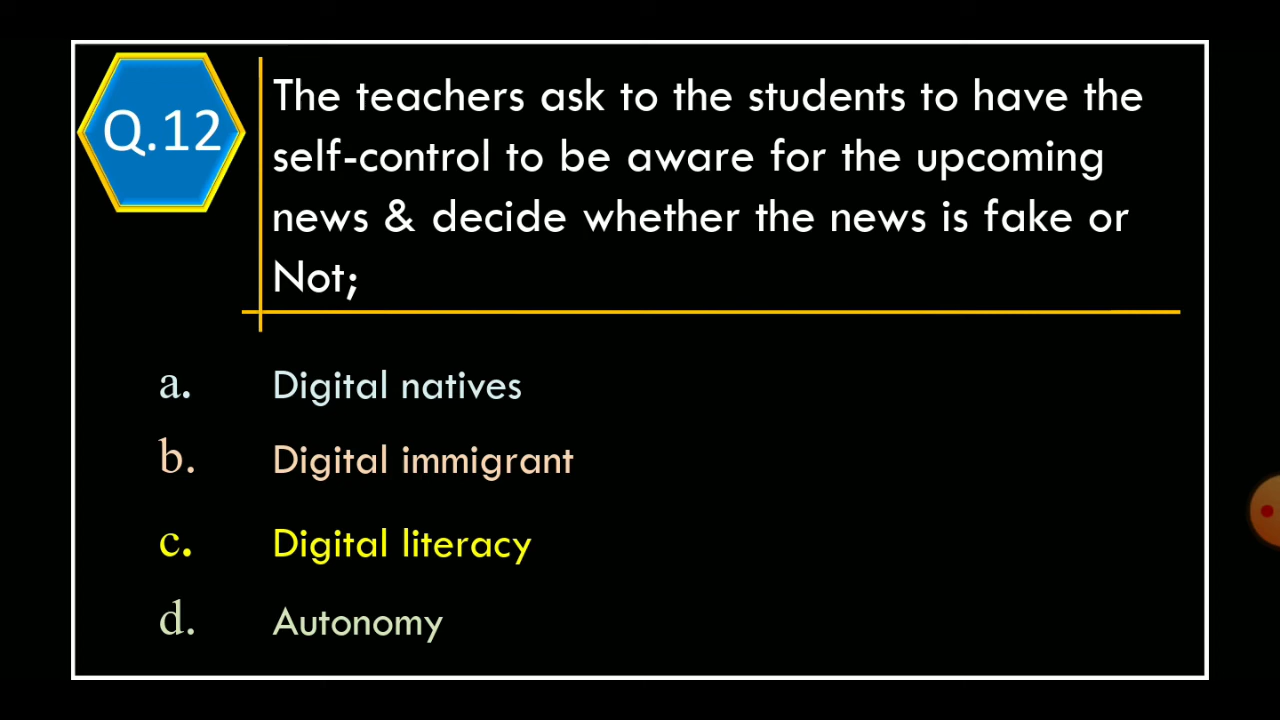 Q.12
The teachers ask to the students to have the
self-control to be aware for the upcoming
news & decide whether the news is fake or
Not;
a. Digital natives
b. Digital immigrant
c. Digital literacy
d. Autonomy